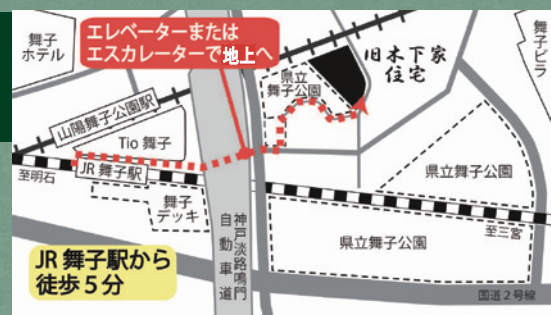 舞子
ホテル
エレベーターまたは
エスカレーターで地上へ
旧木下家
住宅
舞子ビラ
県立
舞子公園
山陽舞子公園駅
Tio 舞子
JR 舞子駅
至明石
舞子
デッキ
神戸淡路鳴門
自動車道
県立舞子公園
県立舞子公園
至三宮
JR 舞子駅から
徒歩 5 分
国道 2 号線